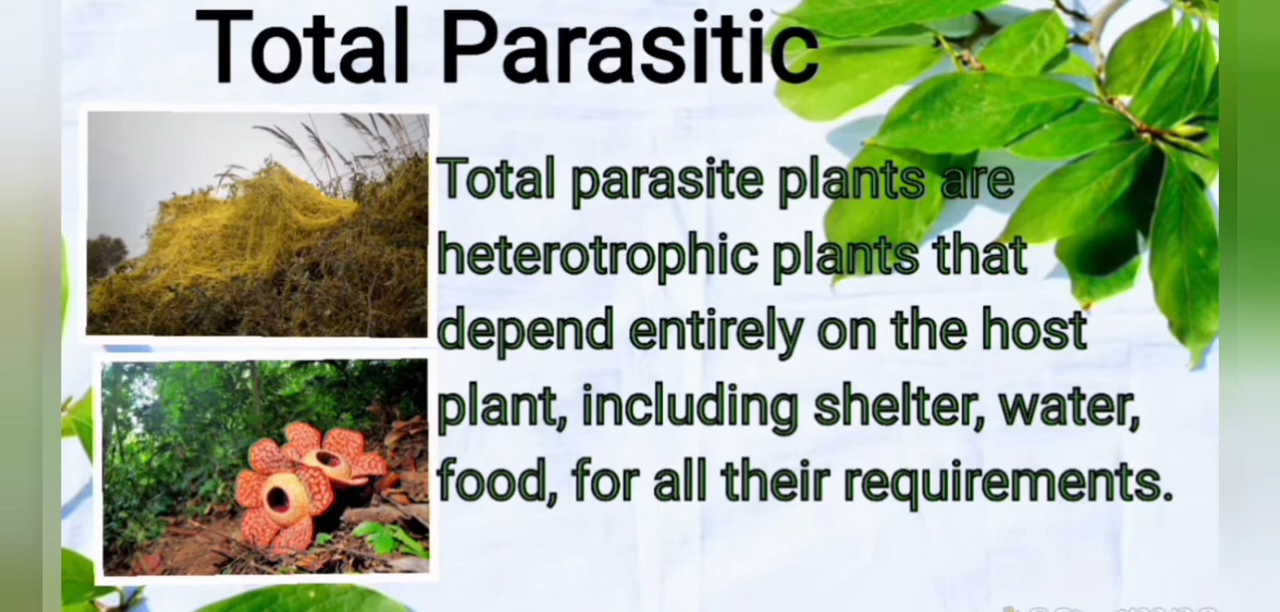 Total Parasitic
Total parasite plants are
heterotrophic plants that
depend entirely on the host
plant, including shelter, water,
food, for all their requirements.